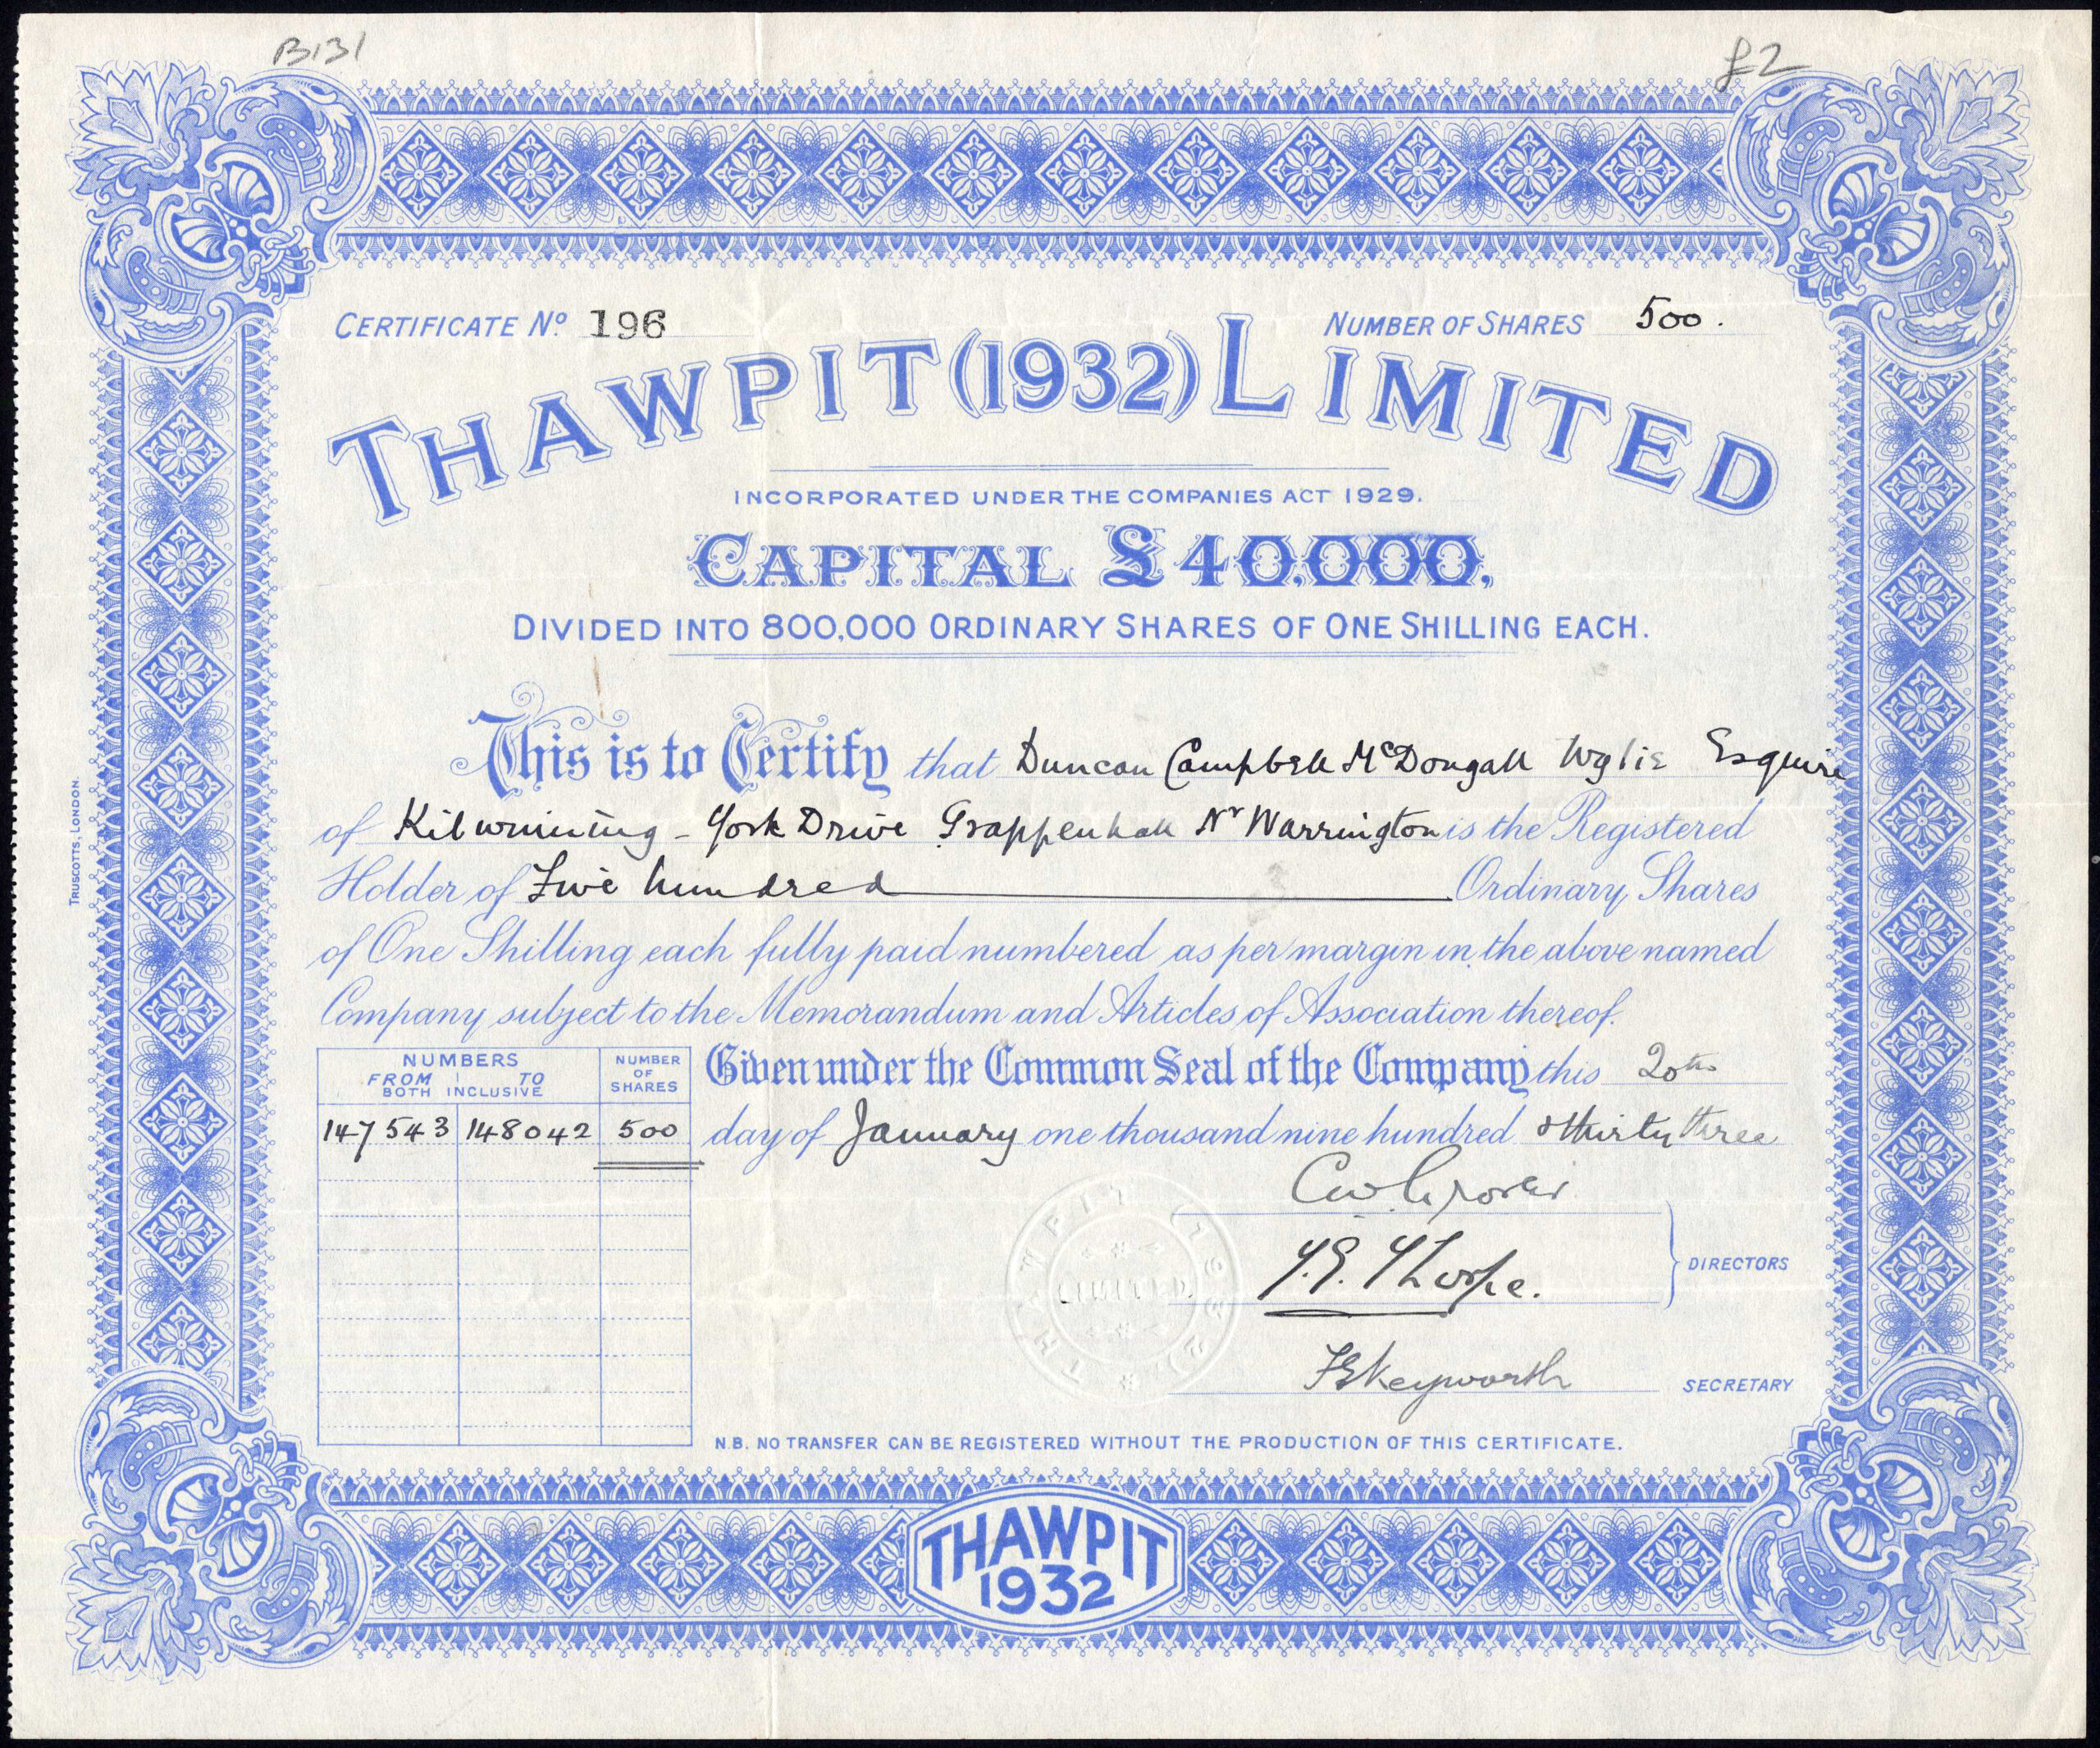 B131
£2
CERTIFICATE Nº 196
NUMBER OF SHARES 500.
THAWPIT (1932) LIMITED
INCORPORATED UNDER THE COMPANIES ACT 1929.
CAPITAL £40,000,
DIVIDED INTO 800,000 ORDINARY SHARES OF ONE SHILLING EACH.
This is to Certify that Duncan Campbell McDougall Wylie Esquire
of Kilwinning - York Drive Grappenhall Nr Warrington is the Registered
Holder of Five hundred Ordinary Shares
of One Shilling each fully paid numbered as per margin in the above named
Company subject to the Memorandum and Articles of Association thereof.
NUMBERS
FROM TO
BOTH INCLUSIVE
NUMBER
OF
SHARES
147543 148042 500
Given under the Common Seal of the Company this 20th
day of January one thousand nine hundred & thirty three
THAWPIT (1932)
LIMITED
DIRECTORS
Thorpe.
Keyworth
SECRETARY
N.B. NO TRANSFER CAN BE REGISTERED WITHOUT THE PRODUCTION OF THIS CERTIFICATE.
THAWPIT
1932
TRUSCOTTS, LONDON.